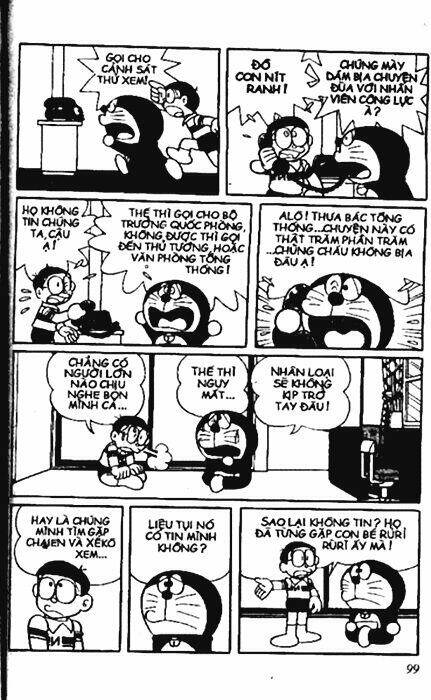 GỌI CHO
CẢNH SÁT
THỬ XEM!
ĐỒ
CON NÍT
RANH!
CHÚNG MÀY
DÁM BỊA CHUYỆN
ĐÙA VỚI NHÂN
VIÊN CÔNG LỰC
À?
HỌ KHÔNG
TIN CHÚNG
TA, CẬU
Ạ!
THẾ THÌ GỌI CHO BỘ
TRƯỞNG QUỐC PHÒNG,
KHÔNG ĐƯỢC THÌ GỌI
ĐẾN THỦ TƯỚNG, HOẶC
VĂN PHÒNG TỔNG
THỐNG!
ALÔ! THƯA BÁC TỔNG
THỐNG...CHUYỆN NÀY CÓ
THẬT TRĂM PHẦN TRĂM
...CHÚNG CHÁU KHÔNG BỊA
ĐÂU Ạ!
CHẲNG CÓ
NGƯỜI LỚN
NÀO CHỊU
NGHE BỌN
MÌNH CẢ...
THẾ THÌ
NGUY
MẤT...
NHÂN LOẠI
SẼ KHÔNG
KỊP TRỞ
TAY ĐÂU!
HAY LÀ CHÚNG
MÌNH TÌM GẶP
CHAIEN VÀ XÊKÔ
XEM...
LIỆU TỤI NÓ
CÓ TIN MÌNH
KHÔNG?
SAO LẠI KHÔNG TIN? HỌ
ĐÃ TỪNG GẶP CON BÉ RURI
RURI ẤY MÀ!
99